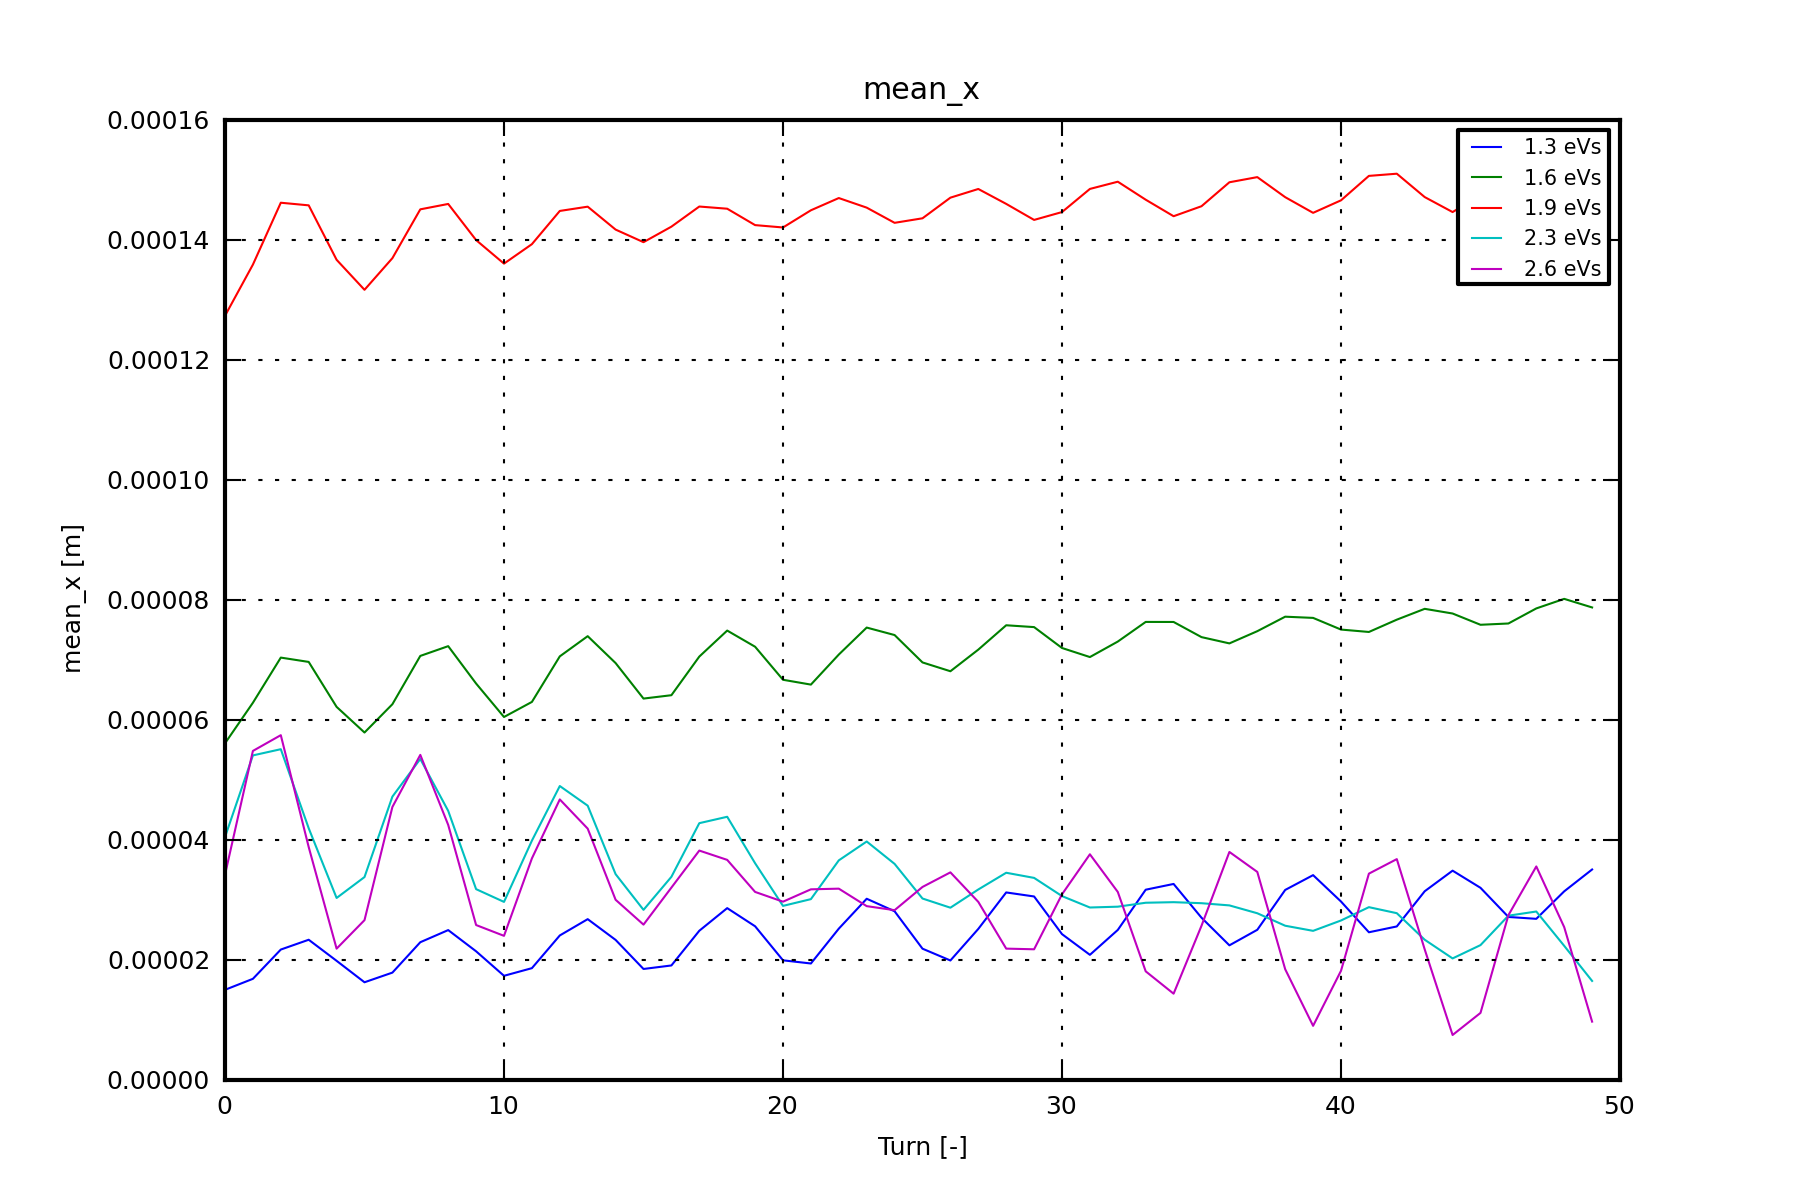 mean_x
0.00016
0.00014
0.00012
0.00010
0.00008
0.00006
0.00004
0.00002
0.00000
mean_x [m]
1.3 eVs
1.6 eVs
1.9 eVs
2.3 eVs
2.6 eVs
0 10 20 30 40 50
Turn [-]